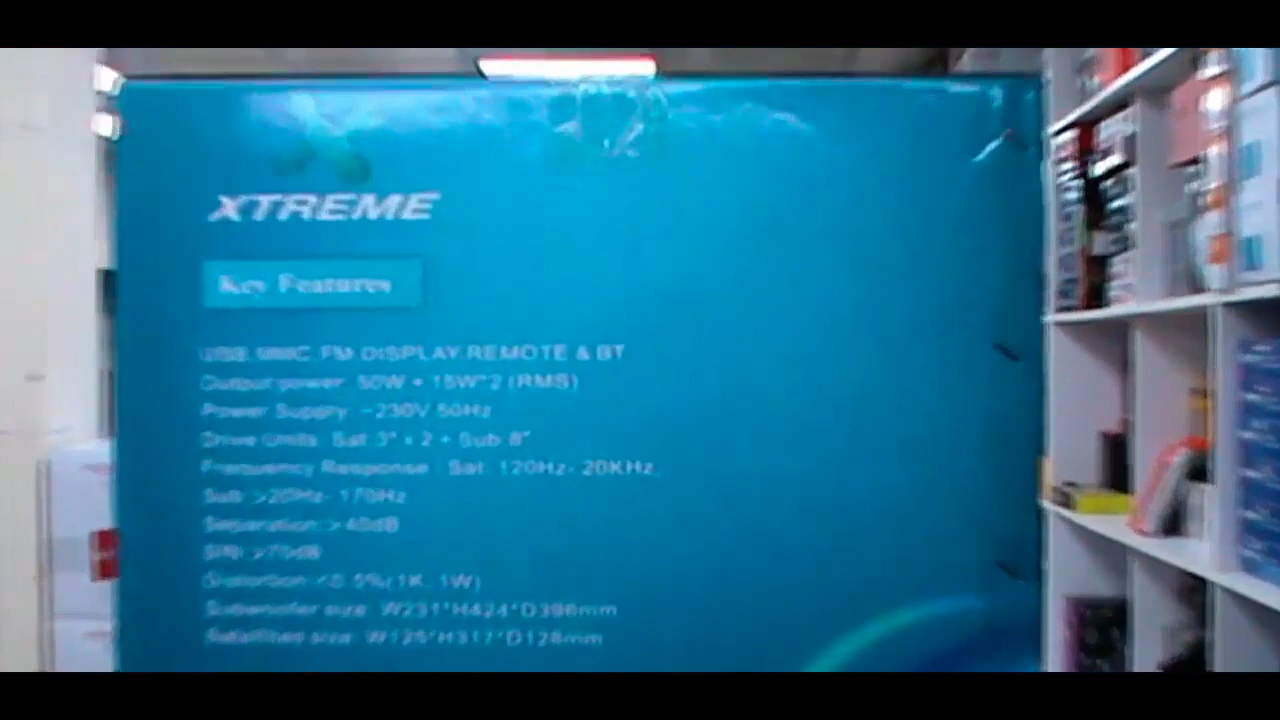 XTREME
Key Features
USB.MMC.FM.DISPLAY.REMOTE & BT
Output power: 50W + 15W*2 (RMS)
Power Supply: ~230V 50Hz
Drive Units: Sat:3" x 2 + Sub:8"
Frequency Response : Sat: 120Hz- 20KHz,
Sub: >20Hz- 170Hz
Separation: > 40dB
>70dB
Distortion: <0.5%(1K, 1W)
Subwoofer size: W231*H424*D396mm
Satellites size: W126*H317*D128mm